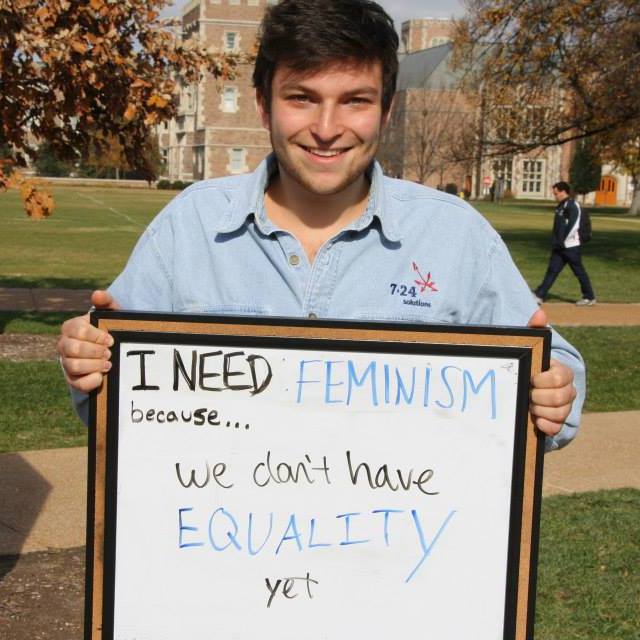 7:24
solutions
I NEED FEMINISM
because...
We don't have
EQUALITY
yet